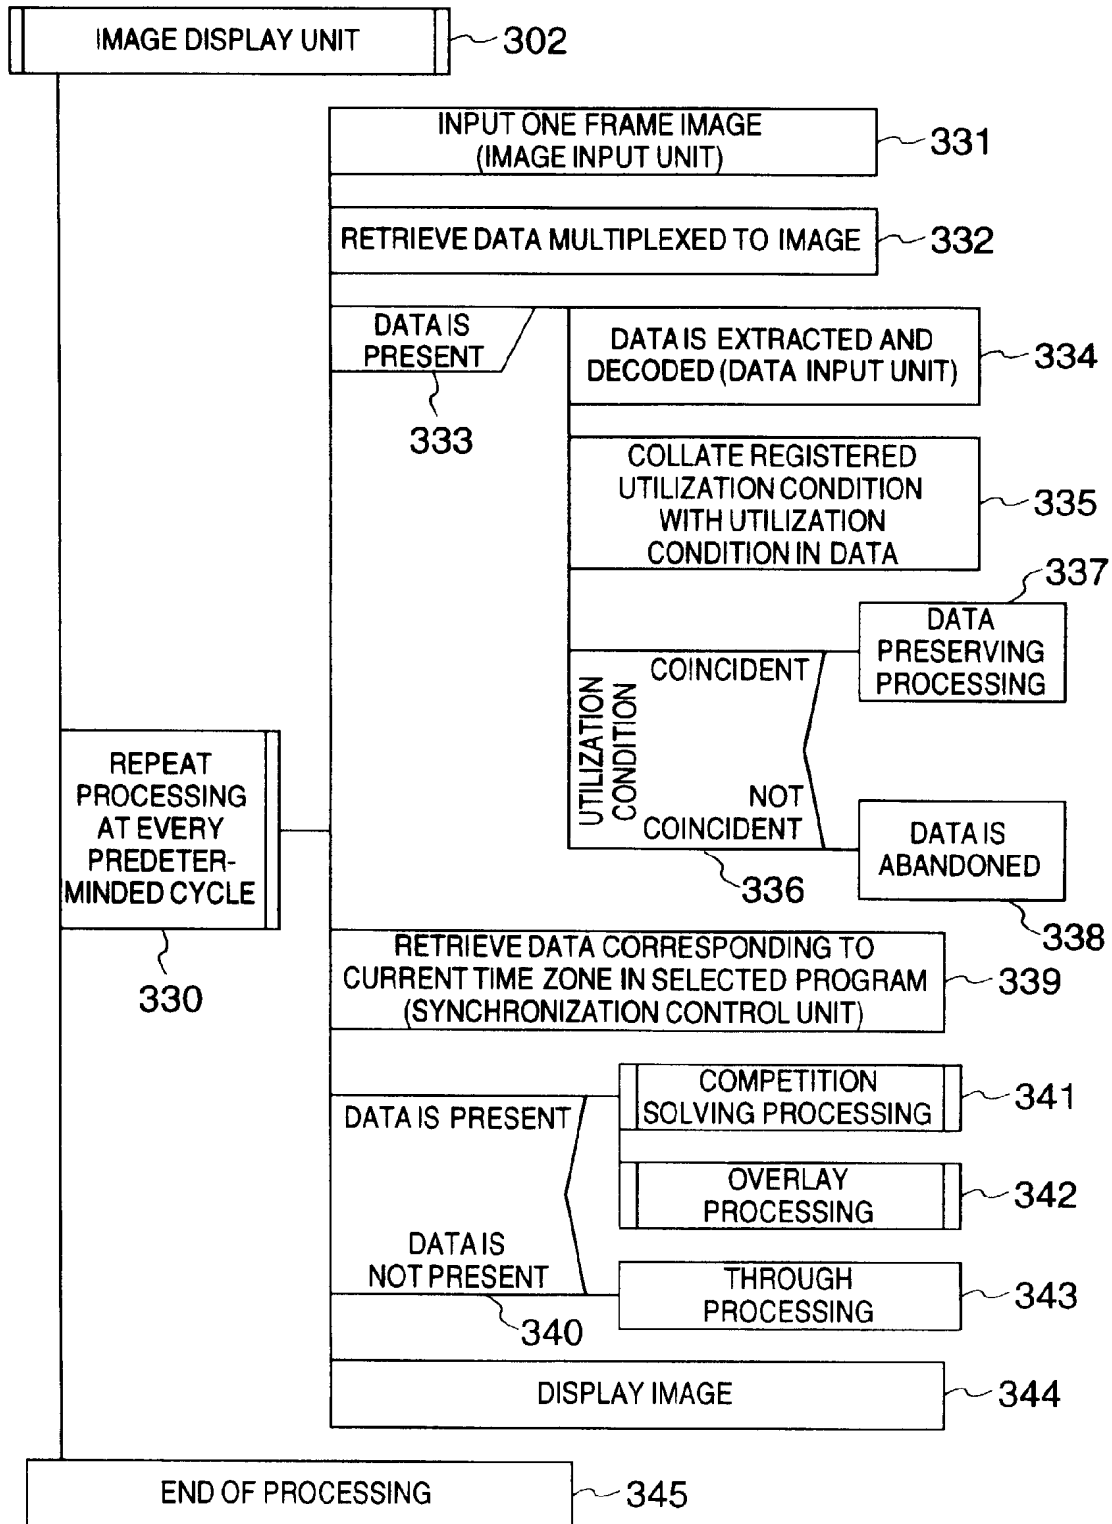 IMAGE DISPLAY UNIT
302
INPUT ONE FRAME IMAGE
(IMAGE INPUT UNIT)
331
RETRIEVE DATA MULTIPLEXED TO IMAGE
332
DATA IS
PRESENT
333
DATA IS EXTRACTED AND
DECODED (DATA INPUT UNIT)
334
COLLATE REGISTERED
UTILIZATION CONDITION
WITH UTILIZATION
CONDITION IN DATA
335
UTILIZATION
CONDITION
COINCIDENT
NOT
COINCIDENT
336
337
DATA
PRESERVING
PROCESSING
DATA IS
ABANDONED
338
REPEAT
PROCESSING
AT EVERY
PREDETER-
MINDED CYCLE
330
RETRIEVE DATA CORRESPONDING TO
CURRENT TIME ZONE IN SELECTED PROGRAM
(SYNCHRONIZATION CONTROL UNIT)
339
DATA IS PRESENT
DATA IS
NOT PRESENT
340
COMPETITION
SOLVING PROCESSING
341
OVERLAY
PROCESSING
342
THROUGH
PROCESSING
343
DISPLAY IMAGE
344
END OF PROCESSING
345